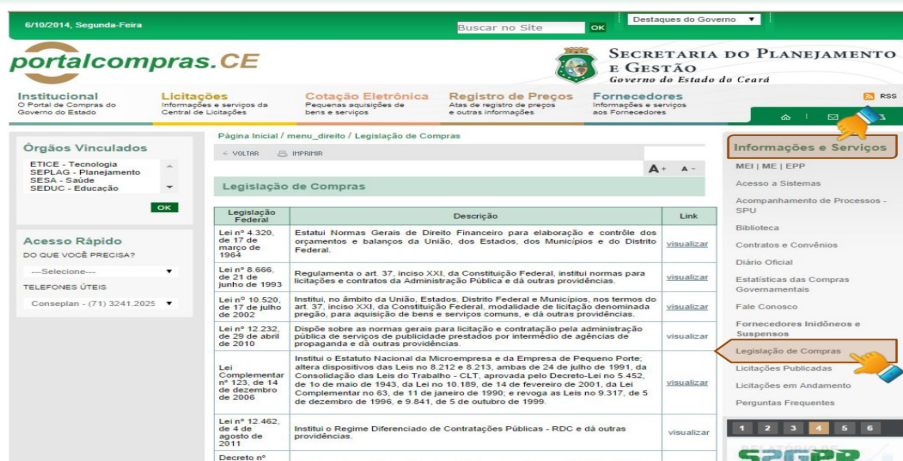 6/10/2014, Segunda-Feira
Buscar no Site
OK
Destaques do Governo
portalcompras.CE
SECRETARIA DO PLANEJAMENTO
E GESTÃO
Governo do Estado do Ceará
Institucional
O Portal de Compras do
Governo do Estado
Licitações
Informações e serviços da
Central de Licitações
Cotação Eletrônica
Pequenas aquisições de
bens e serviços
Registro de Preços
Atas de registro de preços
e outras informações
Fornecedores
Informações e serviços
aos Fornecedores
RSS
Órgãos Vinculados
ETICE - Tecnologia
SEPLAG - Planejamento
SESA - Saúde
SEDUC - Educação
OK
Acesso Rápido
DO QUE VOCÊ PRECISA?
---Selecione---
TELEFONES ÚTEIS
Conseplan - (71) 3241.2025
Página Inicial / menu_direito / Legislação de Compras
VOLTAR
IMPRIMIR
A+ A-
Legislação de Compras
Legislação
Federal
Descrição
Link
Lei nº 4.320,
de 17 de
março de
1964
Estatui Normas Gerais de Direito Financeiro para elaboração e contrôle dos
orçamentos e balanços da União, dos Estados, dos Municípios e do Distrito
Federal.
visualizar
Lei nº 8.666,
de 21 de
junho de 1993
Regulamenta o art. 37, inciso XXI, da Constituição Federal, institui normas para
licitações e contratos da Administração Pública e dá outras providências.
visualizar
Lei nº 10.520,
de 17 de julho
de 2002
Institui, no âmbito da União, Estados, Distrito Federal e Municípios, nos termos do
art. 37, inciso XXI, da Constituição Federal, modalidade de licitação denominada
pregão, para aquisição de bens e serviços comuns, e dá outras providências.
visualizar
Lei nº 12.232,
de 29 de abril
de 2010
Dispõe sobre as normas gerais para licitação e contratação pela administração
pública de serviços de publicidade prestados por intermédio de agências de
propaganda e dá outras providências.
visualizar
Lei
Complementar
nº 123, de 14
de dezembro
de 2006
Institui o Estatuto Nacional da Microempresa e da Empresa de Pequeno Porte;
altera dispositivos das Leis no 8.212 e 8.213, ambas de 24 de julho de 1991, da
Consolidação das Leis do Trabalho - CLT, aprovada pelo Decreto-Lei no 5.452,
de 1o de maio de 1943, da Lei no 10.189, de 14 de fevereiro de 2001, da Lei
Complementar no 63, de 11 de janeiro de 1990; e revoga as Leis no 9.317, de 5
de dezembro de 1996, e 9.841, de 5 de outubro de 1999.
visualizar
Lei nº 12.462,
de 4 de
agosto de
2011
Institui o Regime Diferenciado de Contratações Públicas - RDC e dá outras
providências.
visualizar
Decreto nº
Informações e Serviços
MEI | ME | EPP
Acesso a Sistemas
Acompanhamento de Processos -
SPU
Biblioteca
Contratos e Convênios
Diário Oficial
Estatísticas das Compras
Governamentais
Fale Conosco
Fornecedores Inidôneos e
Suspensos
Legislação de Compras
Licitações Publicadas
Licitações em Andamento
Perguntas Frequentes
1 2 3 4 5 6